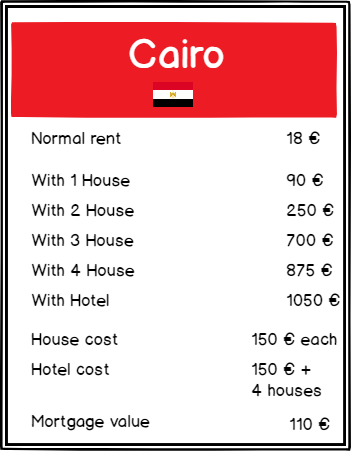 Cairo
Normal rent 18 €
With 1 House 90 €
With 2 House 250 €
With 3 House 700 €
With 4 House 875 €
With Hotel 1050 €
House cost 150 € each
Hotel cost 150 € +
4 houses
Mortgage value 110 €